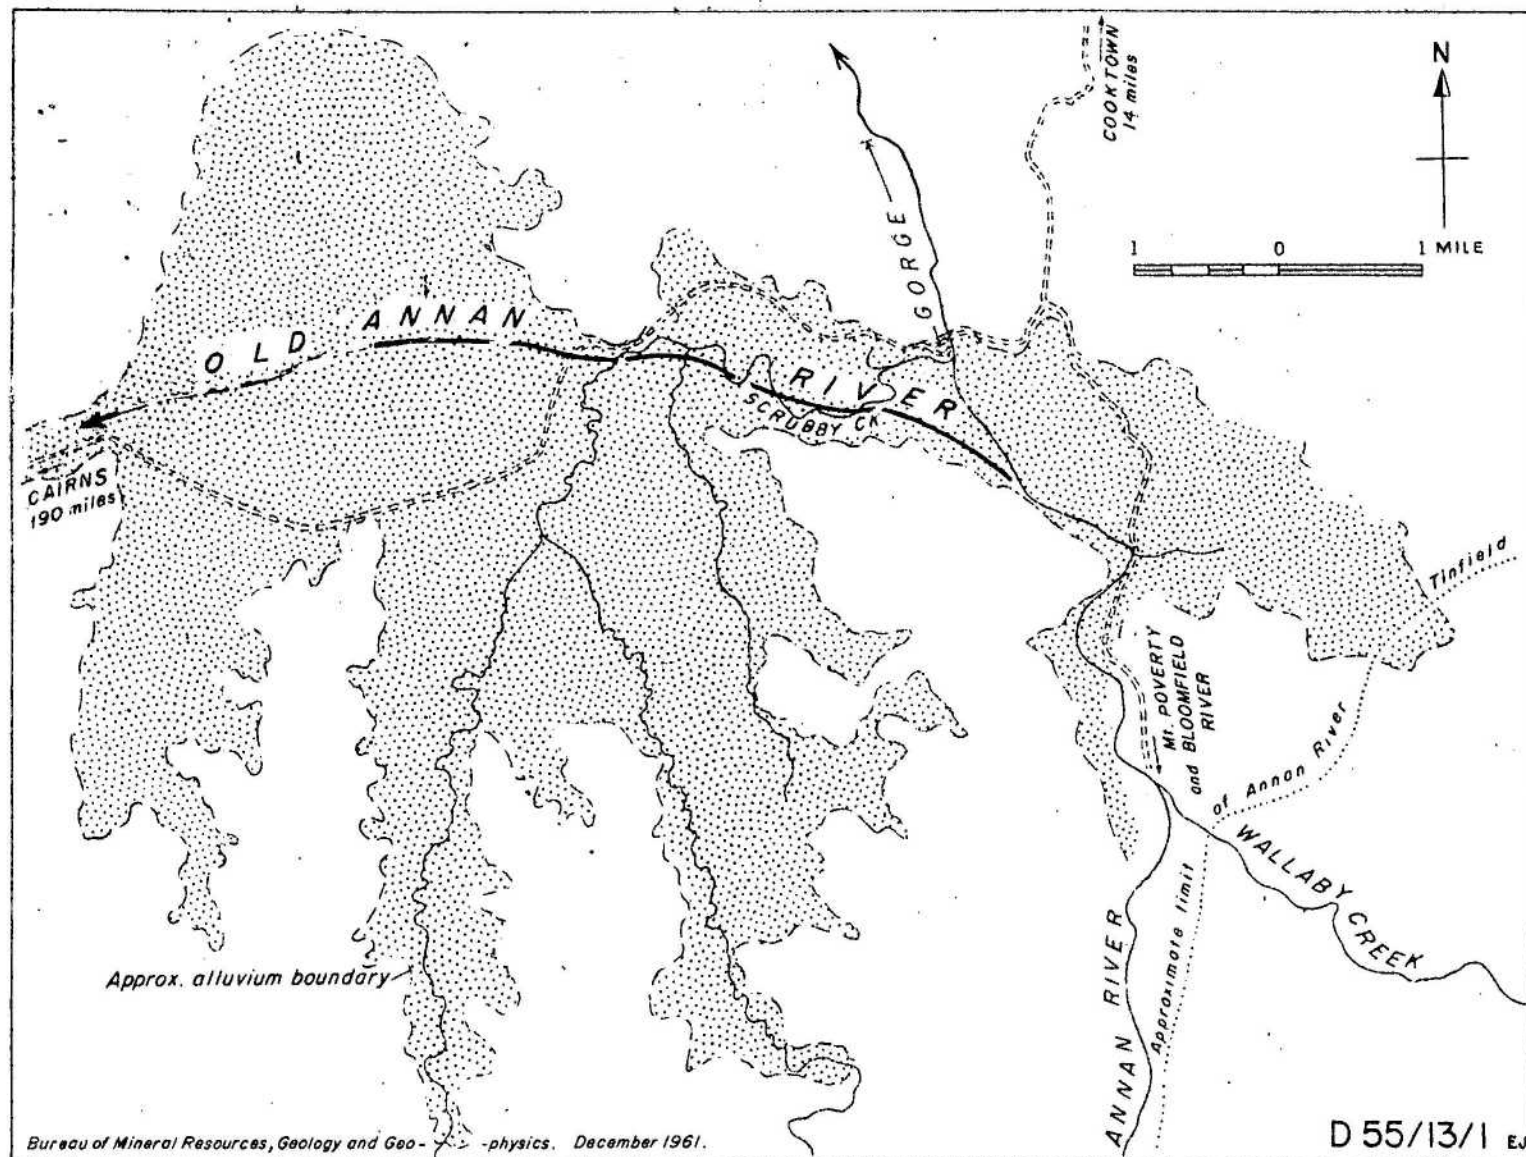 COOKTOWN
14 miles
N
1 0 1 MILE
GORGE
OLD ANNAN RIVER
SCRUBBY CK
CAIRNS
190 miles
Tinfield
Mt. POVERTY
and BLOOMFIELD
RIVER
of Annan River
WALLABY CREEK
Approximate limit
ANNAN RIVER
Approx. alluvium boundary
Bureau of Mineral Resources, Geology and Geo- -physics. December 1961.
D 55/13/1 EJ